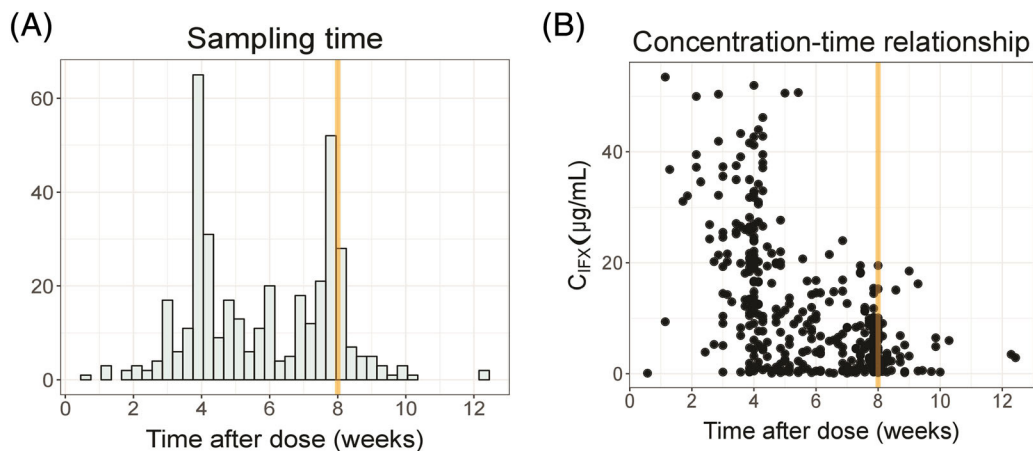 (A)
Sampling time
60
40
20
0
0 2 4 6 8 10 12
Time after dose (weeks)
(B)
Concentration-time relationship
C_IFX (μg/mL)
40
20
0
0 2 4 6 8 10 12
Time after dose (weeks)